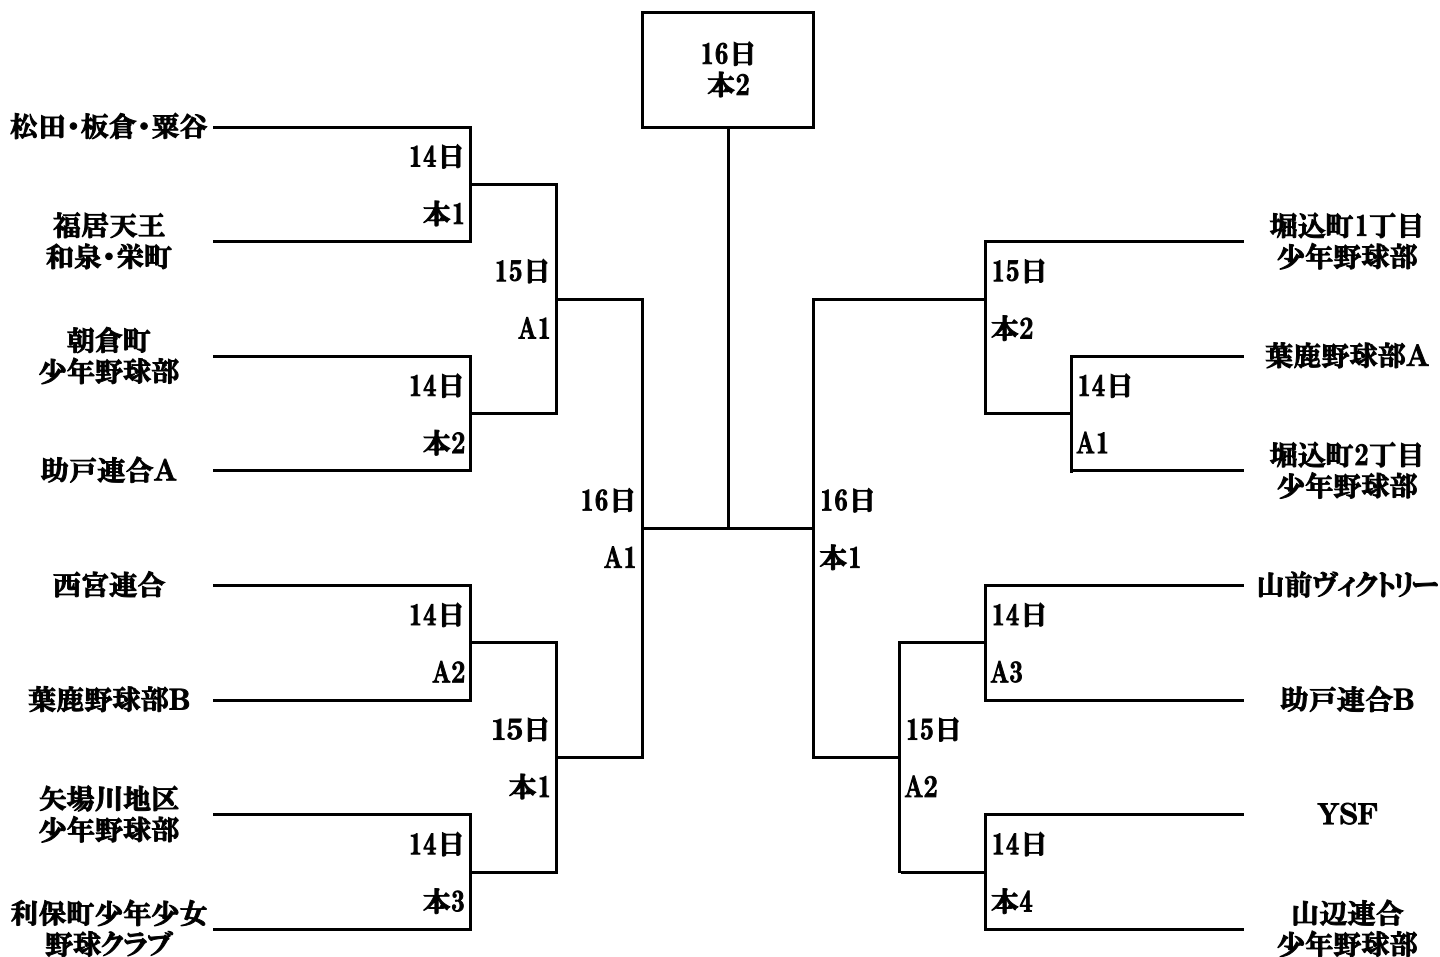 16日
本2
松田・板倉・粟谷
14日
本1
福居天王
和泉・栄町
15日
A1
朝倉町
少年野球部
14日
本2
助戸連合A
16日
A1
西宮連合
14日
A2
葉鹿野球部B
15日
本1
矢場川地区
少年野球部
14日
本3
利保町少年少女
野球クラブ
堀込町1丁目
少年野球部
15日
本2
葉鹿野球部A
14日
A1
堀込町2丁目
少年野球部
16日
本1
山前ヴィクトリー
14日
A3
助戸連合B
15日
A2
YSF
14日
本4
山辺連合
少年野球部